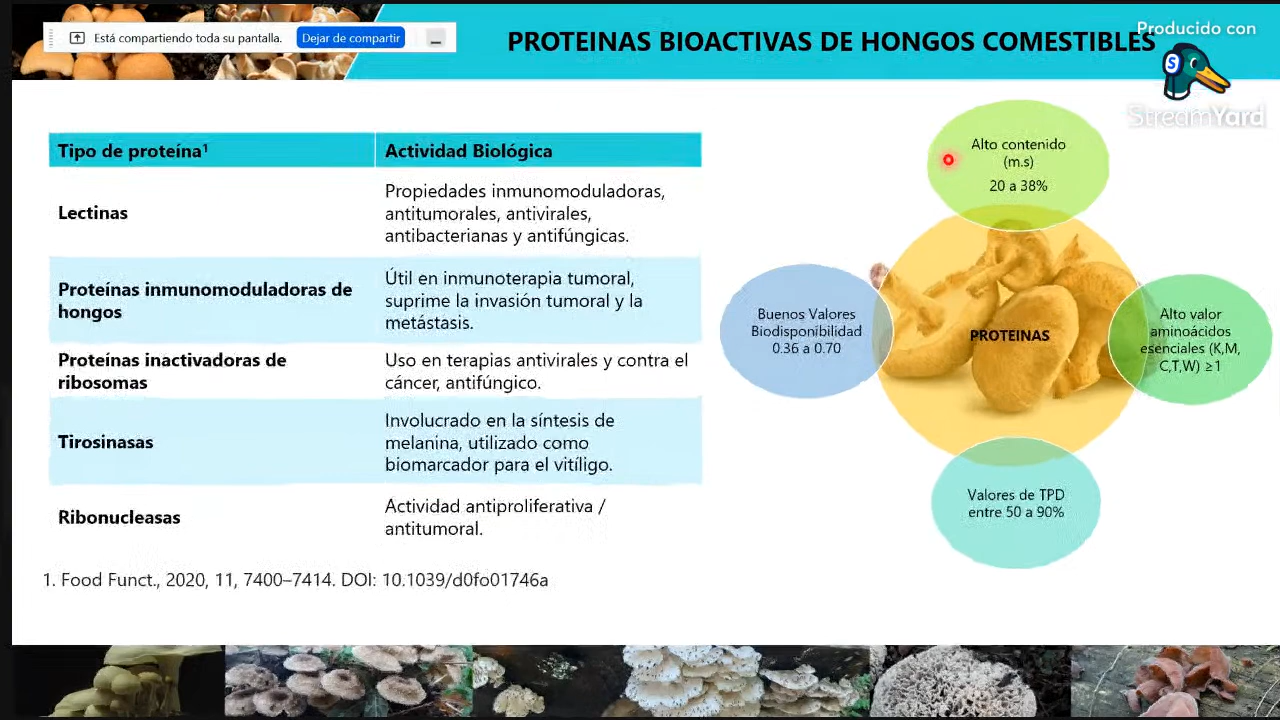 Está compartiendo toda su pantalla.
Dejar de compartir
PROTEINAS BIOACTIVAS DE HONGOS COMESTIBLES
Producido con
S
StreamYard
Tipo de proteína¹
Actividad Biológica
Lectinas
Propiedades inmunomoduladoras,
antitumorales, antivirales,
antibacterianas y antifúngicas.
Proteínas inmunomoduladoras de
hongos
Útil en inmunoterapia tumoral,
suprime la invasión tumoral y la
metástasis.
Proteínas inactivadoras de
ribosomas
Uso en terapias antivirales y contra el
cáncer, antifúngico.
Tirosinasas
Involucrado en la síntesis de
melanina, utilizado como
biomarcador para el vitíligo.
Ribonucleasas
Actividad antiproliferativa /
antitumoral.
1. Food Funct., 2020, 11, 7400–7414. DOI: 10.1039/d0fo01746a
Alto contenido
(m.s)
20 a 38%
Buenos Valores
Biodisponibilidad
0.36 a 0.70
PROTEINAS
Alto valor
aminoácidos
esenciales (K,M,
C,T,W) ≥1
Valores de TPD
entre 50 a 90%